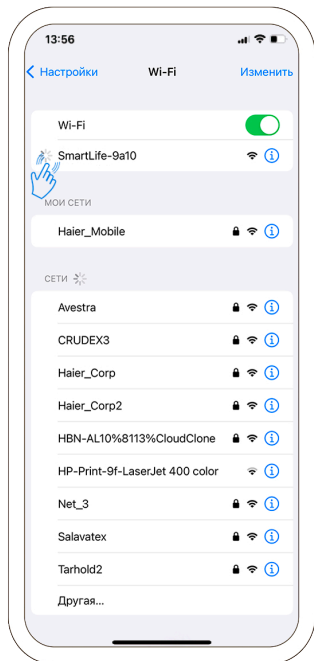 13:56
Настройки Wi-Fi Изменить
Wi-Fi
SmartLife-9a10
МОИ СЕТИ
Haier_Mobile
СЕТИ
Avestra
CRUDEX3
Haier_Corp
Haier_Corp2
HBN-AL10%8113%CloudClone
HP-Print-9f-LaserJet 400 color
Net_3
Salavatex
Tarhold2
Другая...